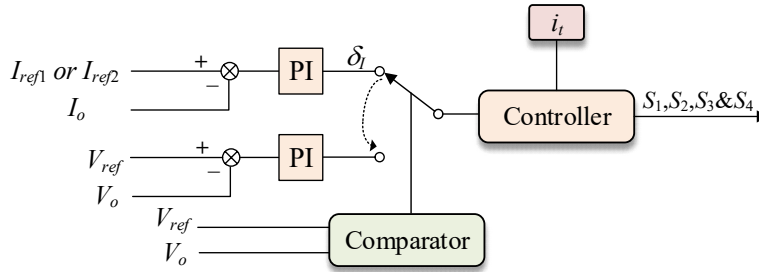 i_t
I_ref1 or I_ref2
+
−
PI
δ_I
I_o
Controller
S_1,S_2,S_3&S_4
V_ref
+
−
PI
V_o
V_ref
V_o
Comparator